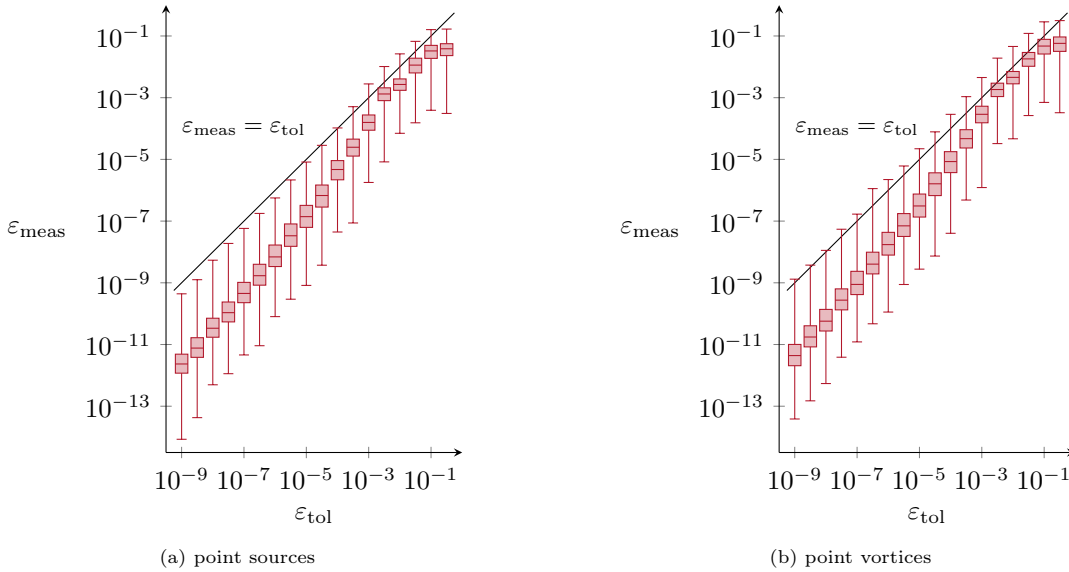 10⁻¹
10⁻³
ε_meas = ε_tol
10⁻⁵
10⁻⁷
ε_meas
10⁻⁹
10⁻¹¹
10⁻¹³
10⁻⁹ 10⁻⁷ 10⁻⁵ 10⁻³ 10⁻¹
ε_tol
(a) point sources
10⁻¹
10⁻³
ε_meas = ε_tol
10⁻⁵
10⁻⁷
ε_meas
10⁻⁹
10⁻¹¹
10⁻¹³
10⁻⁹ 10⁻⁷ 10⁻⁵ 10⁻³ 10⁻¹
ε_tol
(b) point vortices